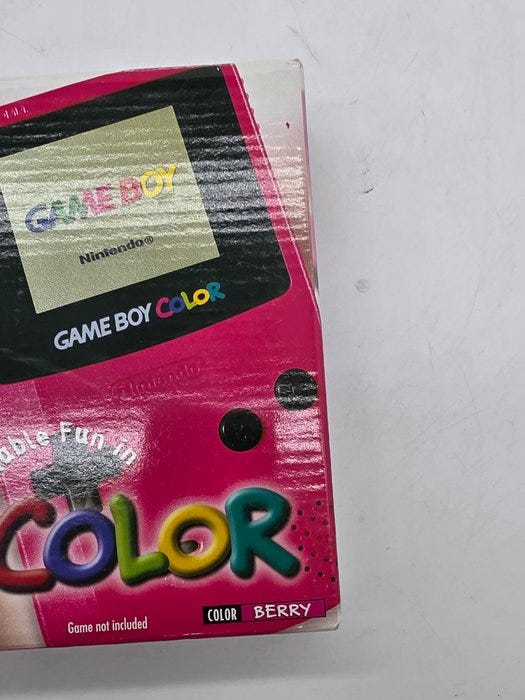 GAME BOY
Nintendo®
GAME BOY COLOR
Nintendo
able Fun in
COLOR
COLOR BERRY
Game not included